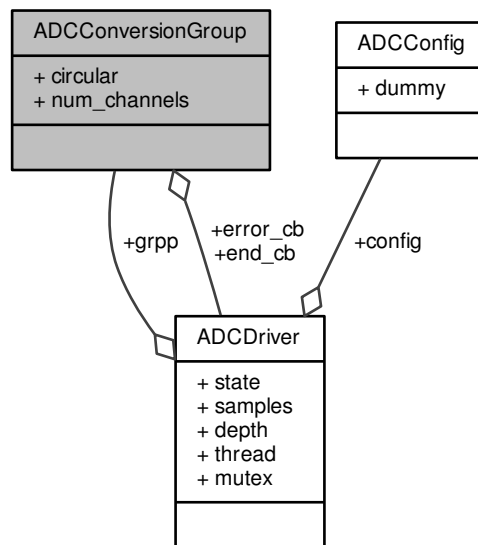 ADCConversionGroup
+ circular
+ num_channels
ADCConfig
+ dummy
+grpp
+error_cb
+end_cb
+config
ADCDriver
+ state
+ samples
+ depth
+ thread
+ mutex